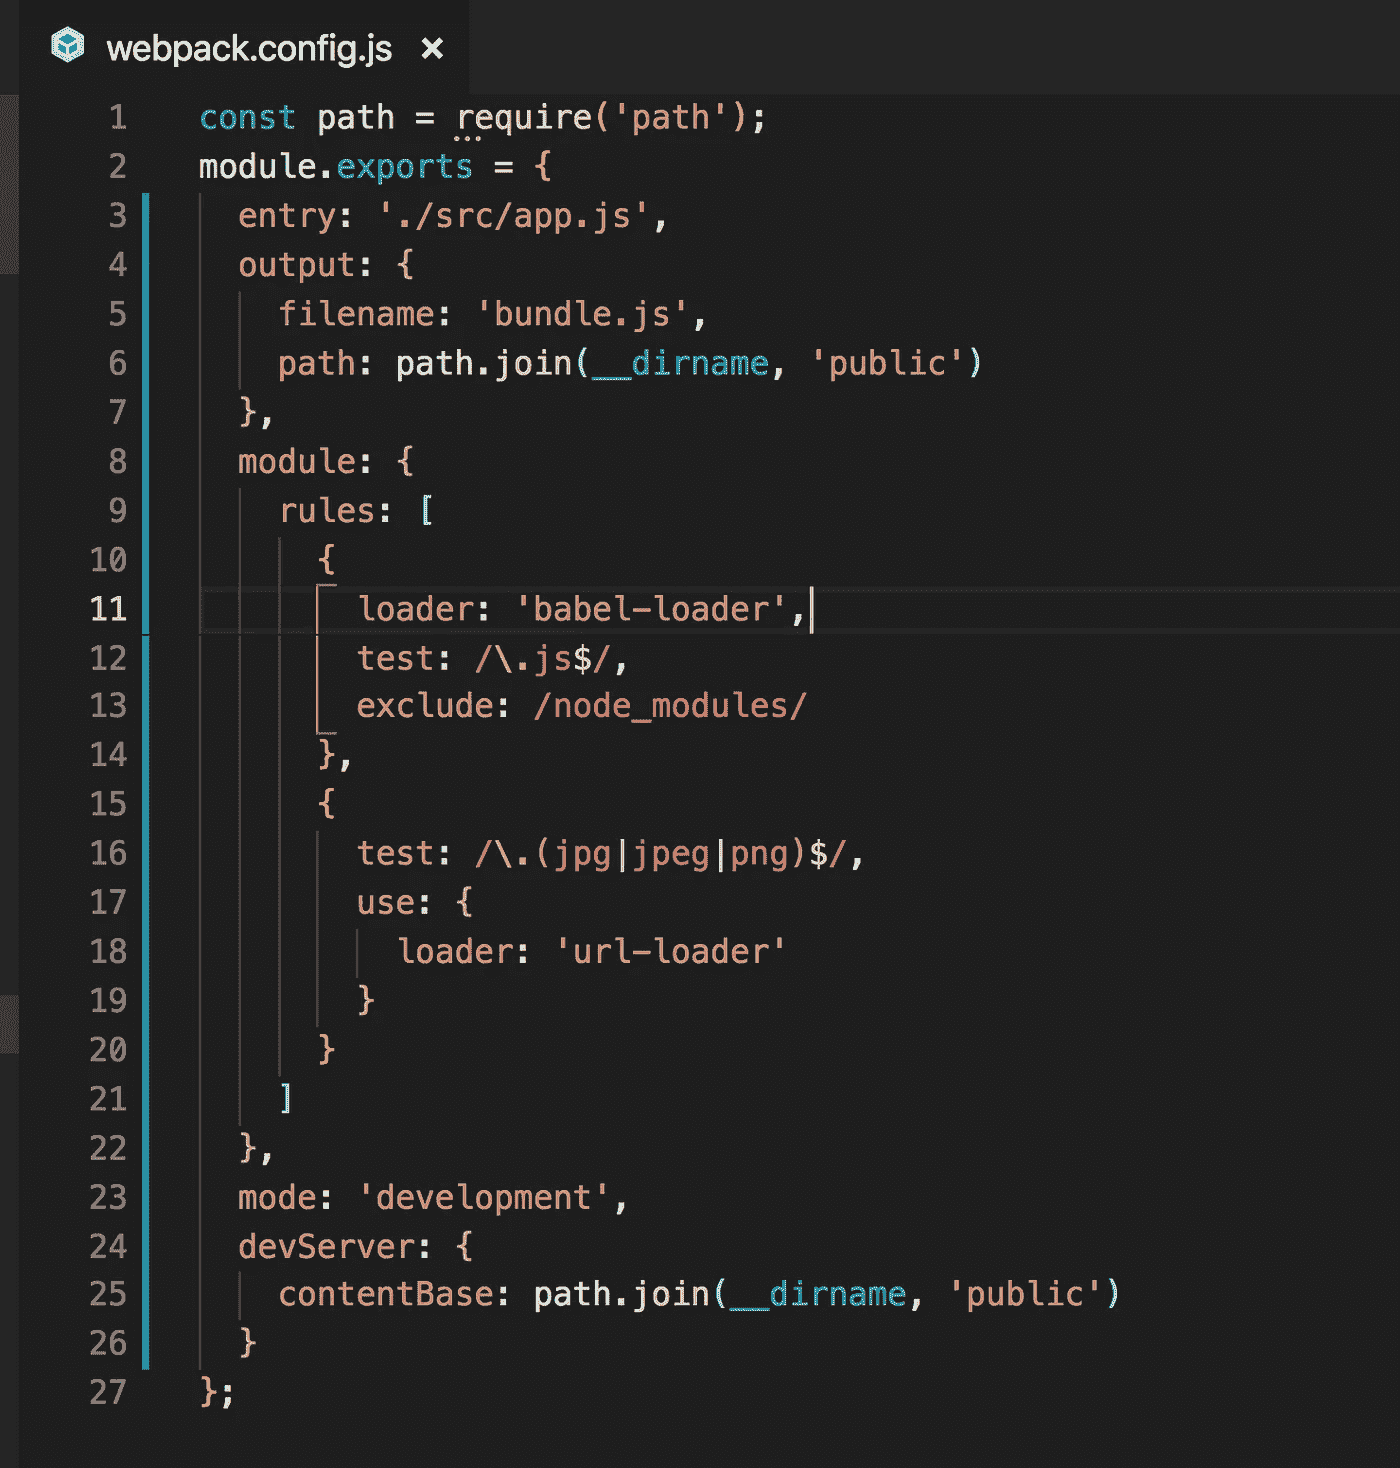 webpack.config.js ×
1 const path = require('path');
2 module.exports = {
3 entry: './src/app.js',
4 output: {
5 filename: 'bundle.js',
6 path: path.join(__dirname, 'public')
7 },
8 module: {
9 rules: [
10 {
11 loader: 'babel-loader',
12 test: /\.js$/,
13 exclude: /node_modules/
14 },
15 {
16 test: /\.(jpg|jpeg|png)$/,
17 use: {
18 loader: 'url-loader'
19 }
20 }
21 ]
22 },
23 mode: 'development',
24 devServer: {
25 contentBase: path.join(__dirname, 'public')
26 }
27 };